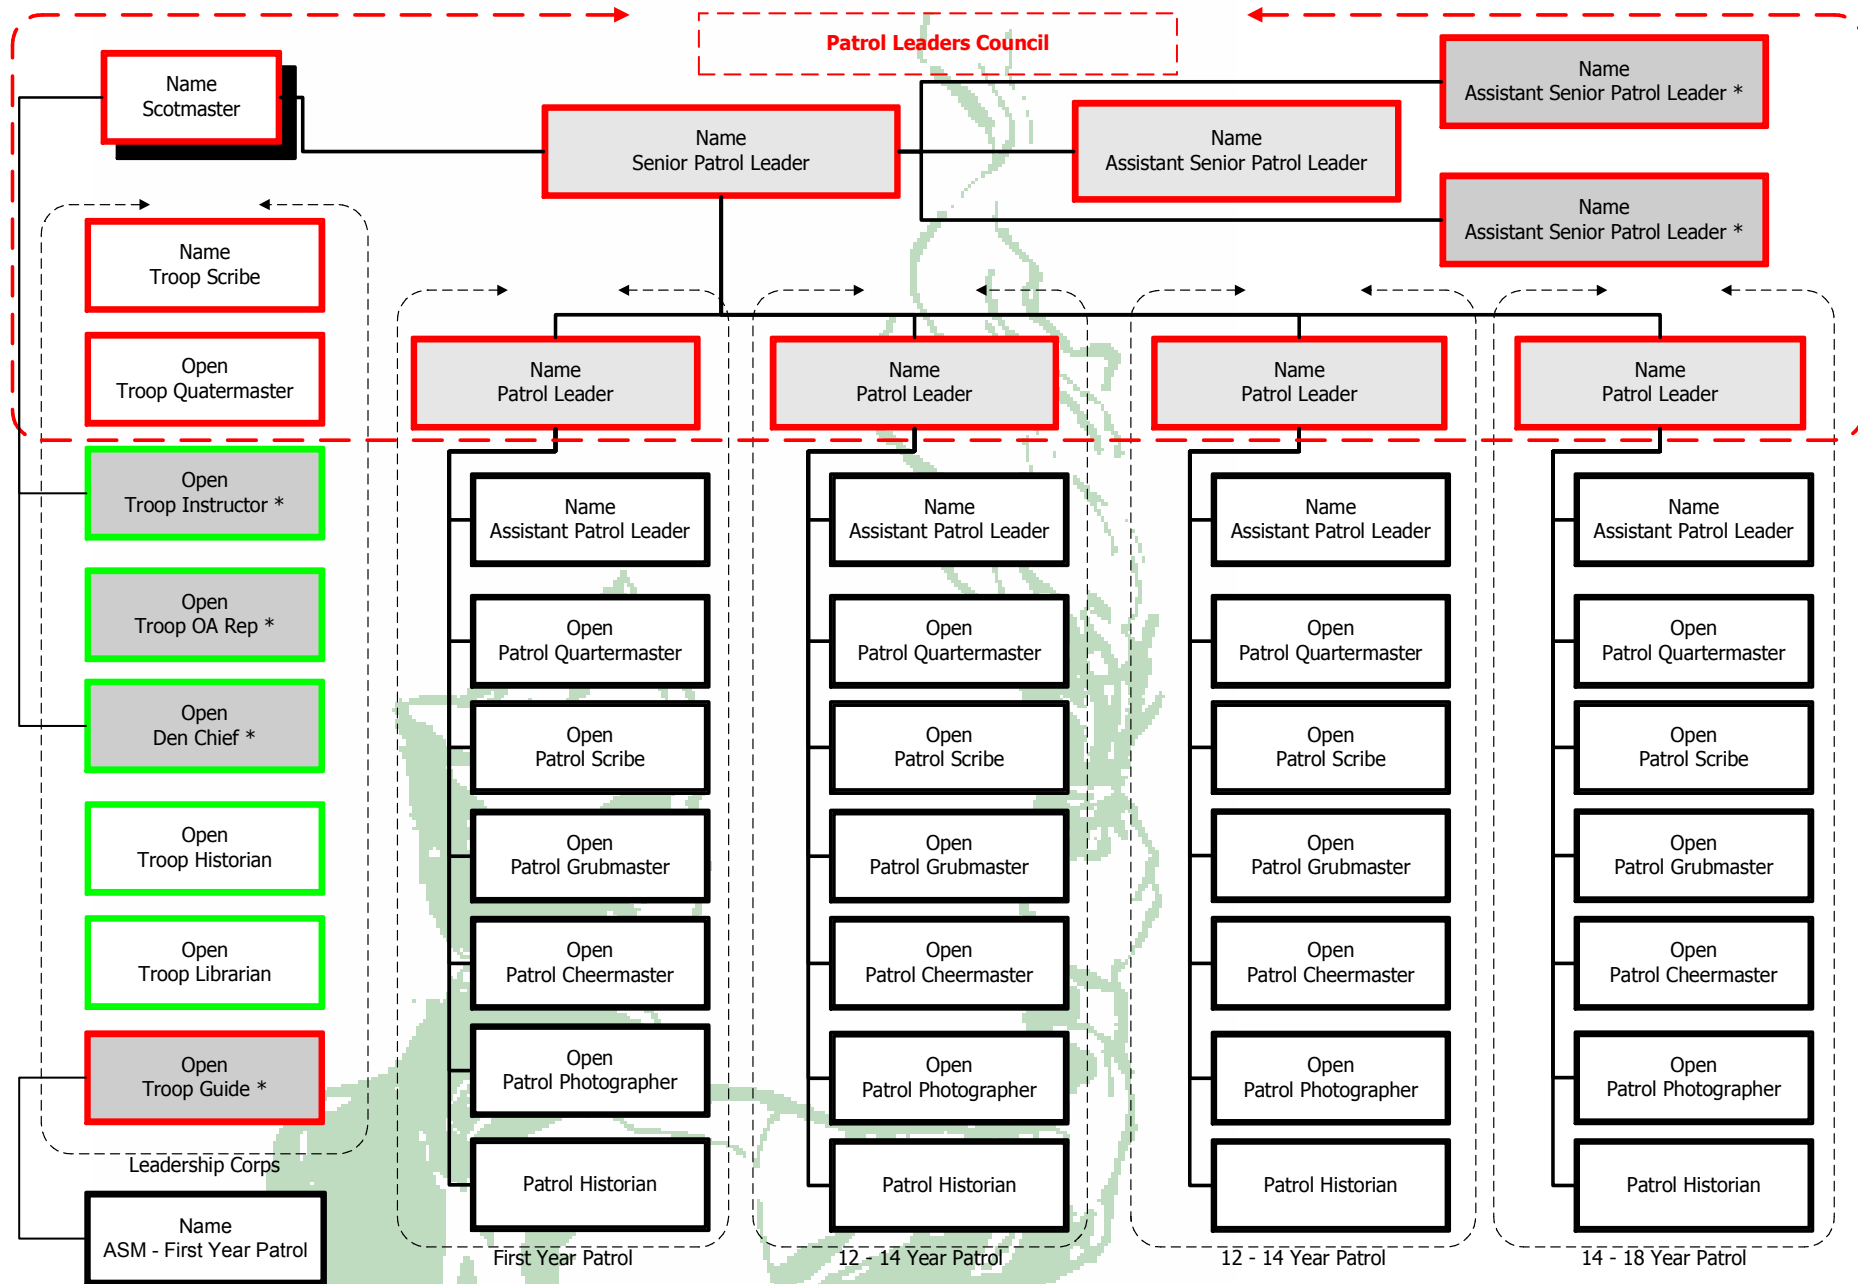 Patrol Leaders Council
Name
Scotmaster
Name
Senior Patrol Leader
Name
Assistant Senior Patrol Leader
Name
Assistant Senior Patrol Leader *
Name
Assistant Senior Patrol Leader *
Name
Troop Scribe
Open
Troop Quatermaster
Open
Troop Instructor *
Open
Troop OA Rep *
Open
Den Chief *
Open
Troop Historian
Open
Troop Librarian
Open
Troop Guide *
Leadership Corps
Name
ASM - First Year Patrol
Name
Patrol Leader
Name
Assistant Patrol Leader
Open
Patrol Quartermaster
Open
Patrol Scribe
Open
Patrol Grubmaster
Open
Patrol Cheermaster
Open
Patrol Photographer
Patrol Historian
First Year Patrol
Name
Patrol Leader
Name
Assistant Patrol Leader
Open
Patrol Quartermaster
Open
Patrol Scribe
Open
Patrol Grubmaster
Open
Patrol Cheermaster
Open
Patrol Photographer
Patrol Historian
12 - 14 Year Patrol
Name
Patrol Leader
Name
Assistant Patrol Leader
Open
Patrol Quartermaster
Open
Patrol Scribe
Open
Patrol Grubmaster
Open
Patrol Cheermaster
Open
Patrol Photographer
Patrol Historian
12 - 14 Year Patrol
Name
Patrol Leader
Name
Assistant Patrol Leader
Open
Patrol Quartermaster
Open
Patrol Scribe
Open
Patrol Grubmaster
Open
Patrol Cheermaster
Open
Patrol Photographer
Patrol Historian
14 - 18 Year Patrol